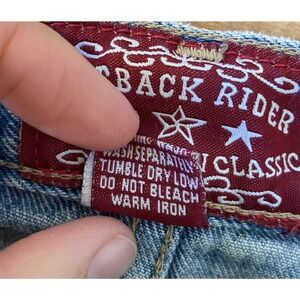 BACK RIDER
CLASSIC
WASH SEPARATELY
TUMBLE DRY LOW
DO NOT BLEACH
WARM IRON